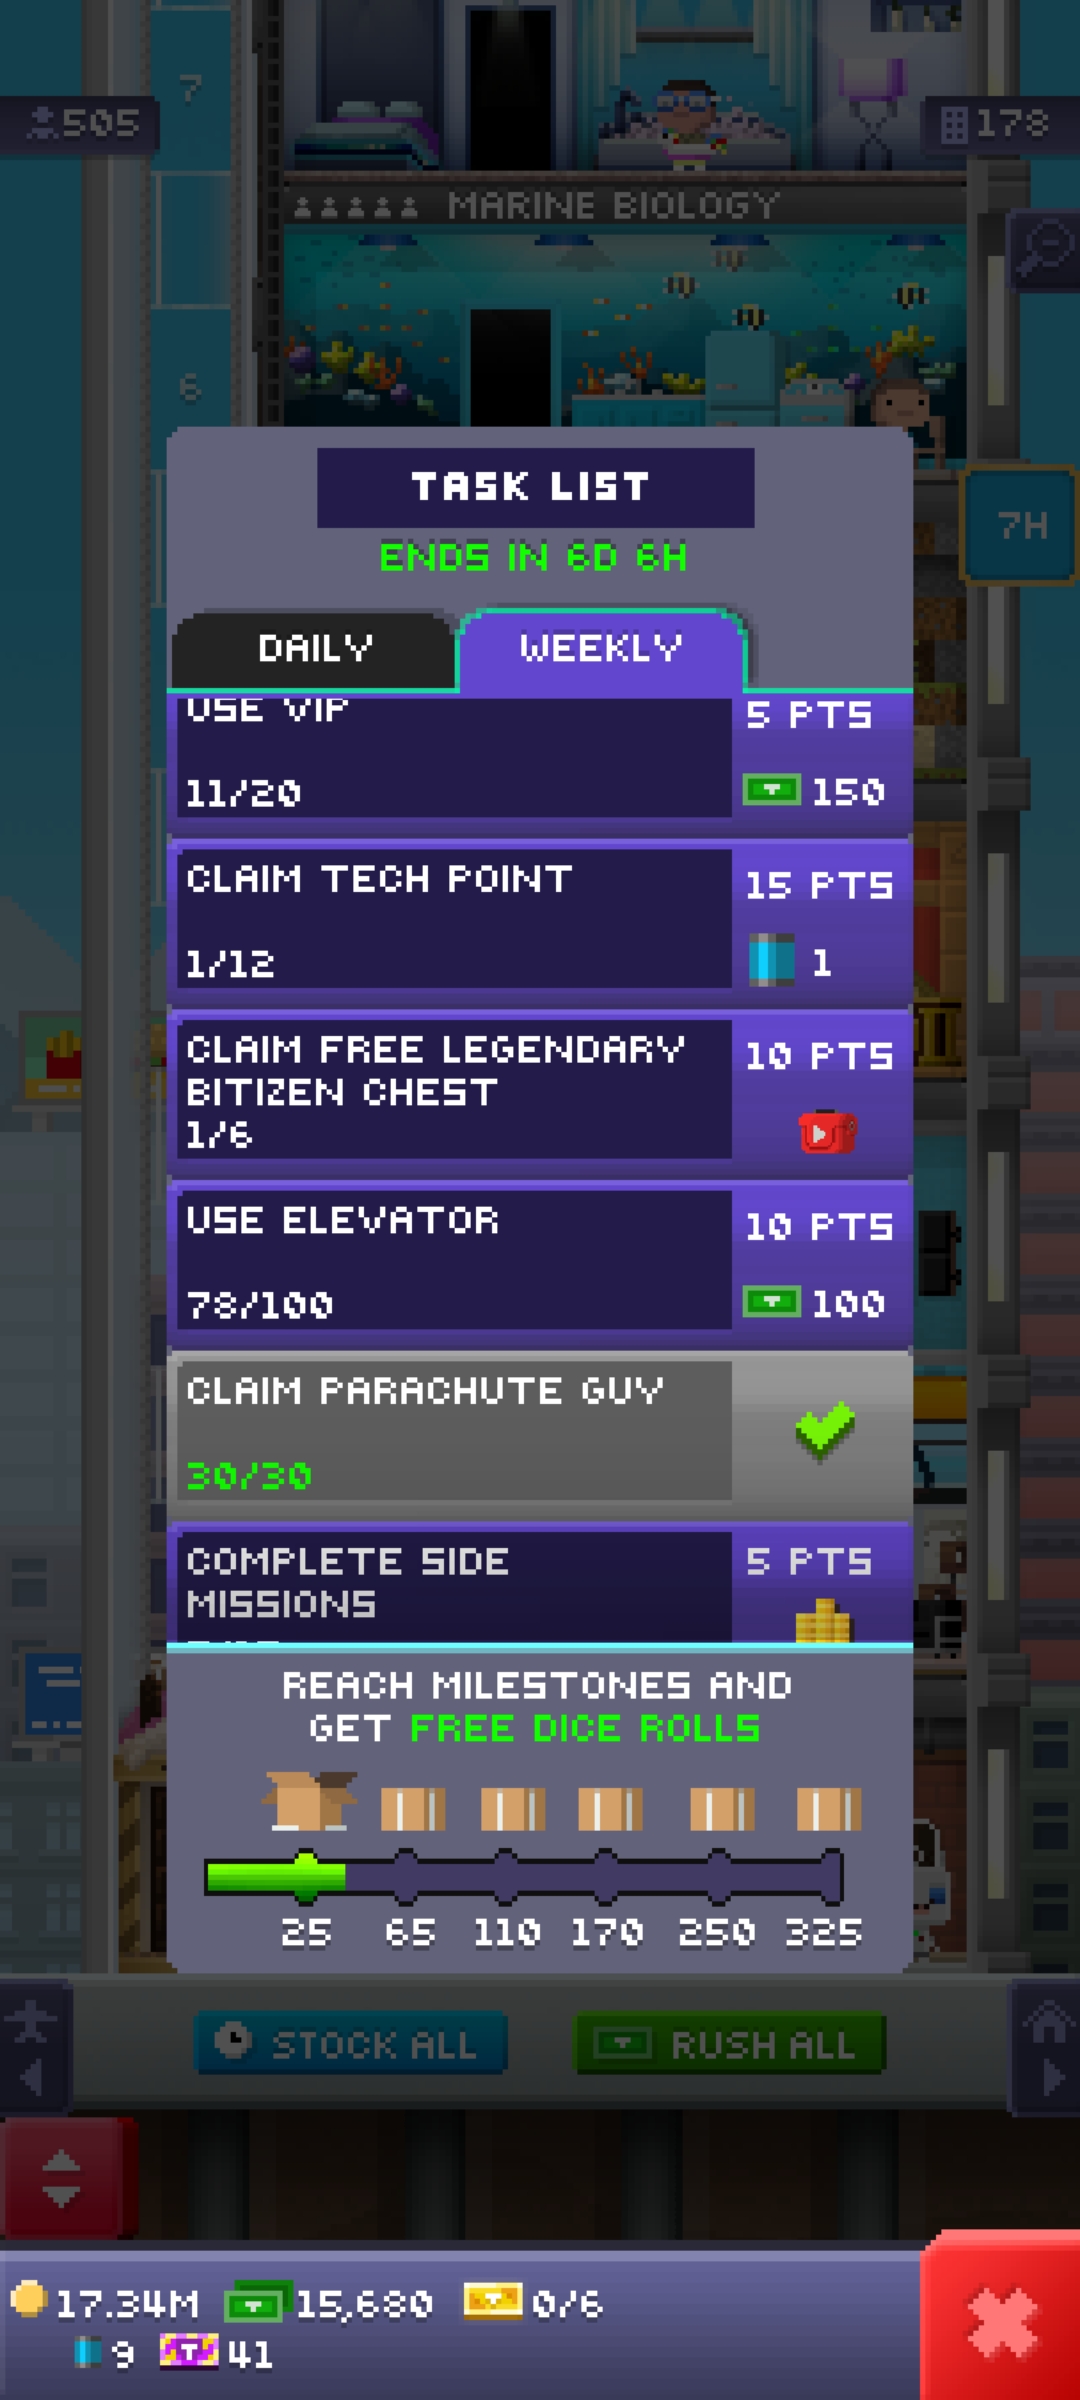 7
505
178
MARINE BIOLOGY
6
TASK LIST
ENDS IN 6D 6H
7H
DAILY
WEEKLY
USE VIP
5 PTS
11/20
150
CLAIM TECH POINT
15 PTS
1/12
1
CLAIM FREE LEGENDARY
BITIZEN CHEST
10 PTS
1/6
USE ELEVATOR
10 PTS
78/100
100
CLAIM PARACHUTE GUY
30/30
COMPLETE SIDE
MISSIONS
5 PTS
REACH MILESTONES AND
GET FREE DICE ROLLS
25 65 110 170 250 325
STOCK ALL
RUSH ALL
17.34M 15,680 0/6
9 41